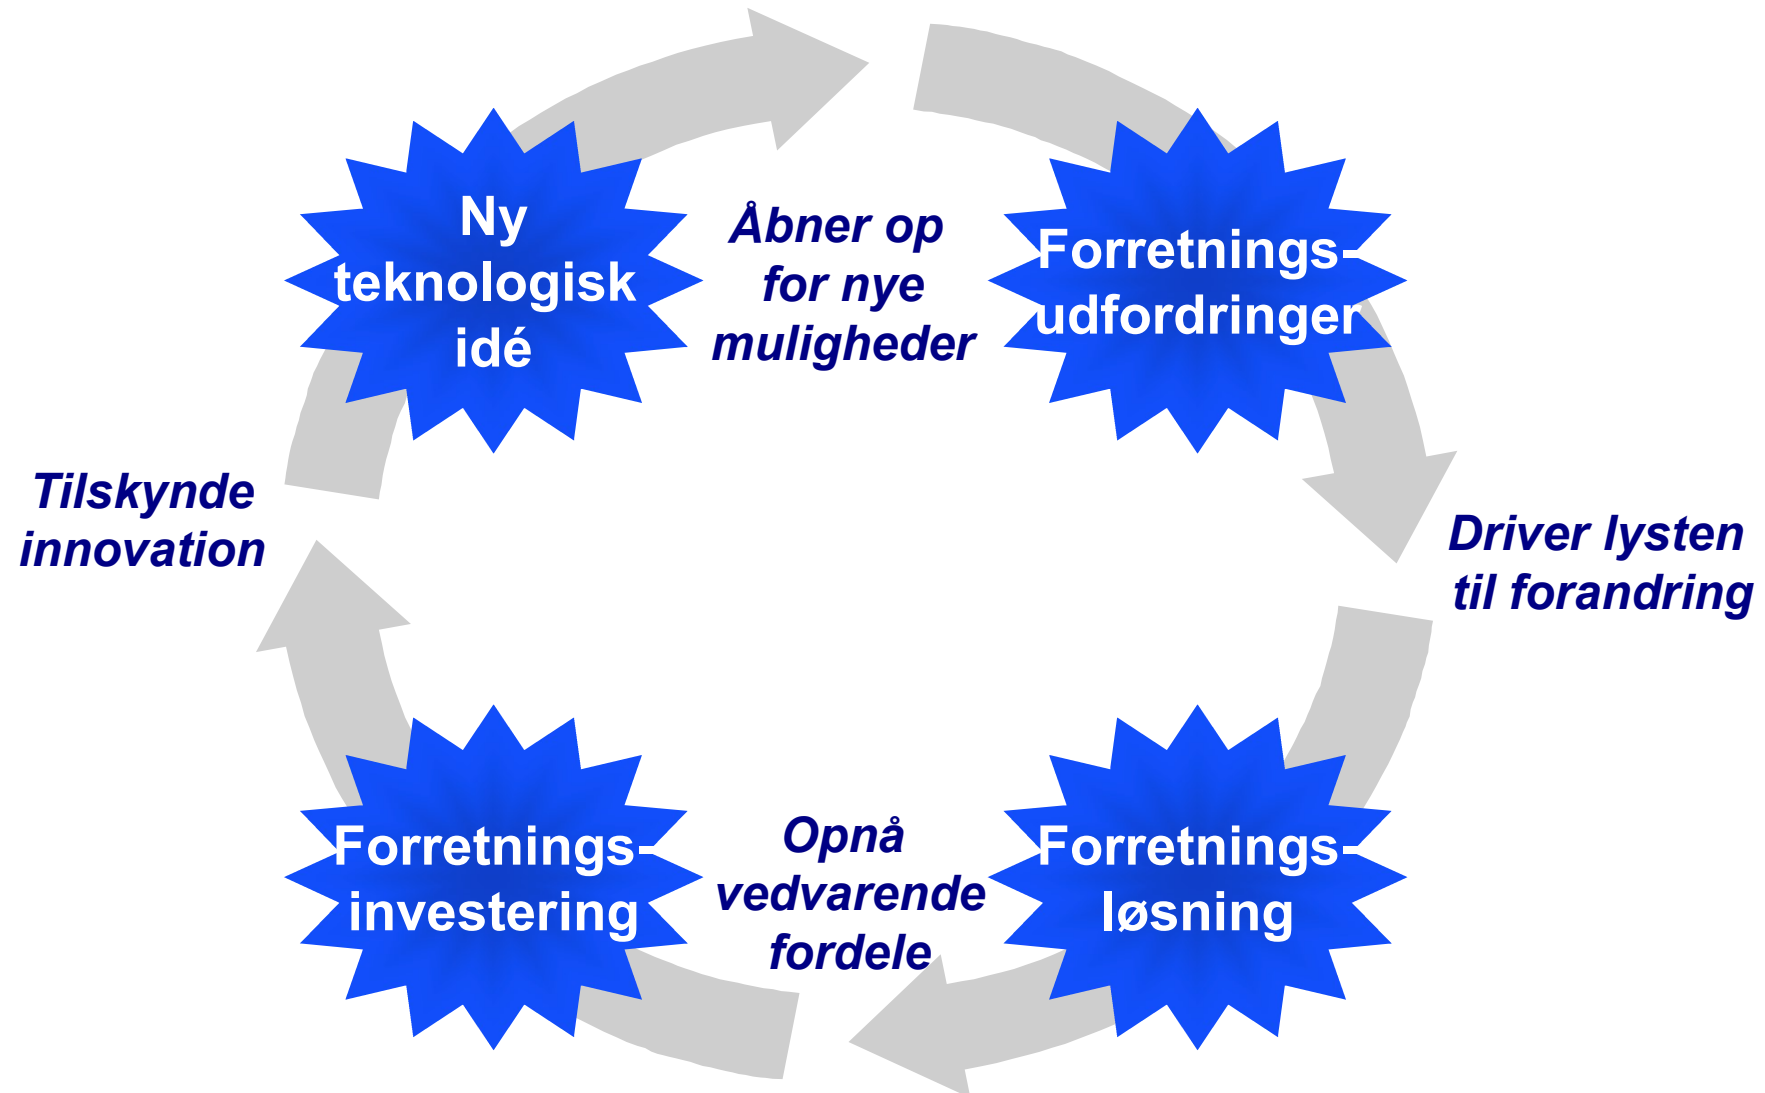 Ny
teknologisk
idé
Åbner op
for nye
muligheder
Forretnings-
udfordringer
Driver lysten
til forandring
Forretnings-
løsning
Opnå
vedvarende
fordele
Forretnings-
investering
Tilskynde
innovation